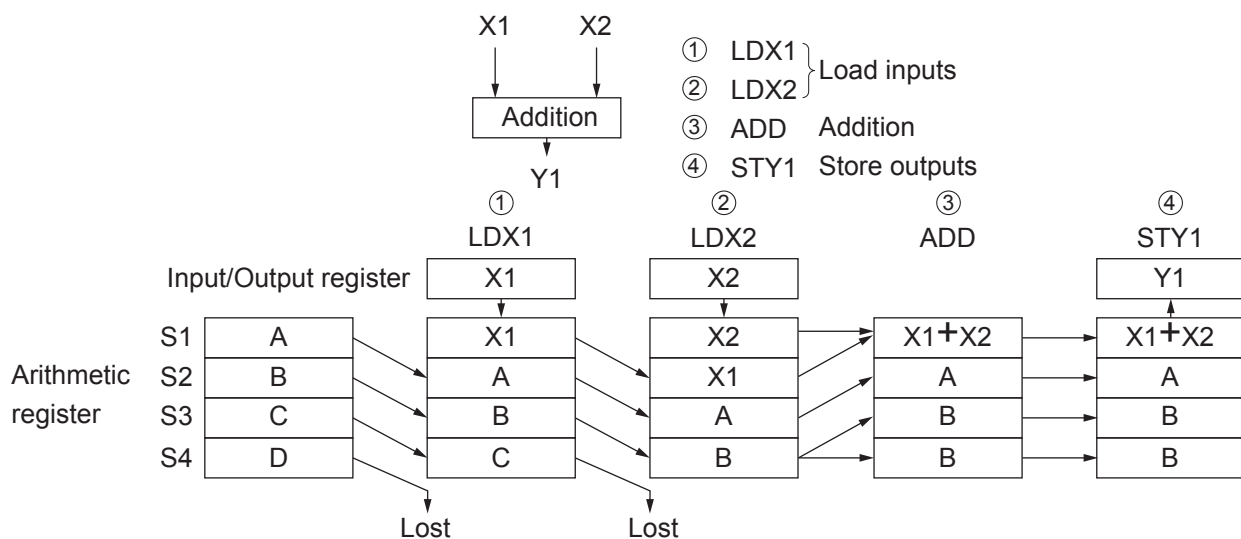 X1 X2
① LDX1
② LDX2
Load inputs
Addition
③ ADD Addition
Y1
④ STY1 Store outputs
① ② ③ ④
LDX1 LDX2 ADD STY1
Input/Output register X1 X2 Y1
S1 A X1 X2 X1+X2 X1+X2
Arithmetic
register
S2 B A X1 A A
S3 C B A B B
S4 D C B B B
Lost Lost